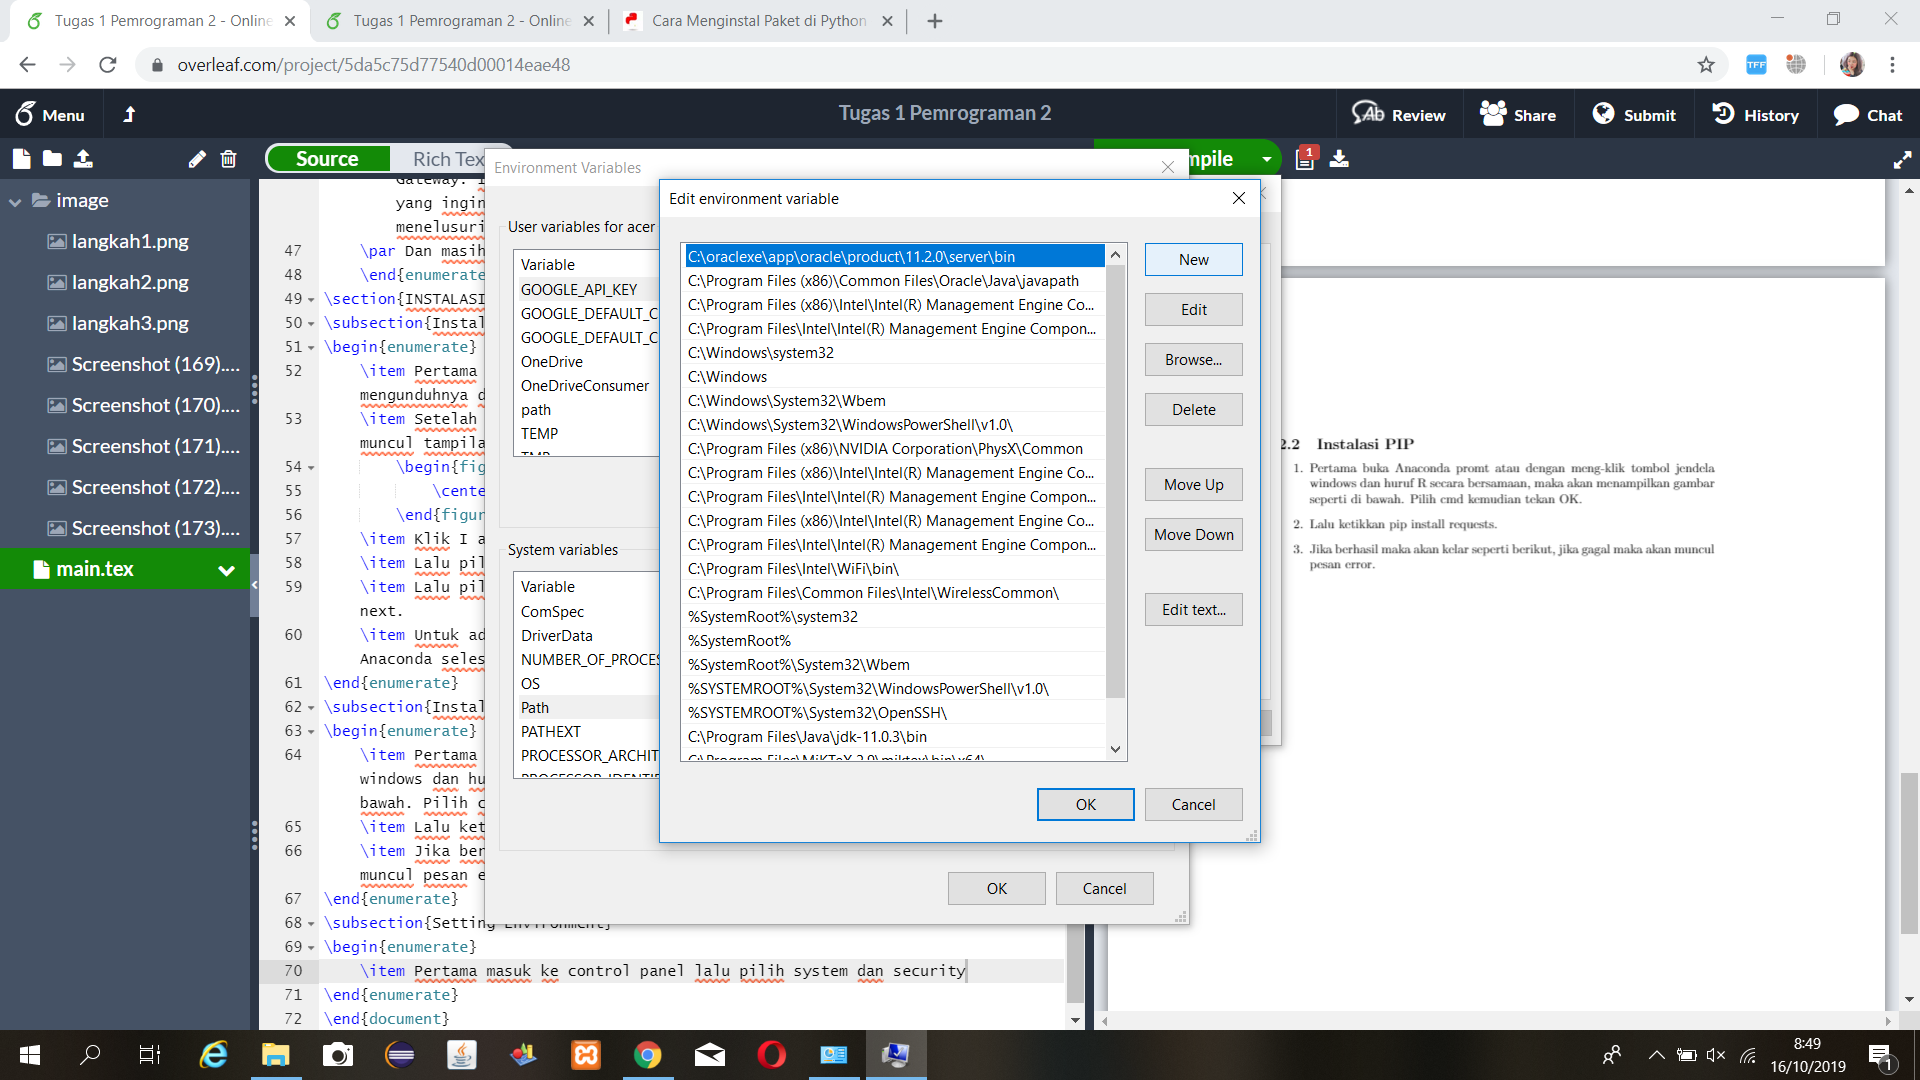 Tugas 1 Pemrograman 2 - Online
Tugas 1 Pemrograman 2 - Online
Cara Menginstal Paket di Python
overleaf.com/project/5da5c75d77540d00014eae48
TFF
Menu
Tugas 1 Pemrograman 2
Review
Share
Submit
History
Chat
Source
Rich Tex
mpile
1
image
langkah1.png
langkah2.png
langkah3.png
Screenshot (169)....
Screenshot (170)....
Screenshot (171)....
Screenshot (172)....
Screenshot (173)....
main.tex
Gateway.
yang ingin
menelusuri
47 \par Dan masih
48 \end{enumerate
49 \section{INSTALASI
50 \subsection{Instal
51 \begin{enumerate}
52 \item Pertama
mengunduhnya d
53 \item Setelah
muncul tampila
54 \begin{fig
55 \cente
56 \end{figur
57 \item Klik I a
58 \item Lalu pil
59 \item Lalu pil
next.
60 \item Untuk ad
Anaconda seles
61 \end{enumerate}
62 \subsection{Instal
63 \begin{enumerate}
64 \item Pertama
windows dan hu
bawah. Pilih c
65 \item Lalu ket
66 \item Jika ber
muncul pesan e
67 \end{enumerate}
68 \subsection{Setting Environment}
69 \begin{enumerate}
70 \item Pertama masuk ke control panel lalu pilih system dan security
71 \end{enumerate}
72 \end{document}
Environment Variables
User variables for acer
Variable
GOOGLE_API_KEY
GOOGLE_DEFAULT_C
GOOGLE_DEFAULT_C
OneDrive
OneDriveConsumer
path
TEMP
TMP
System variables
Variable
ComSpec
DriverData
NUMBER_OF_PROCES
OS
Path
PATHEXT
PROCESSOR_ARCHIT
PROCESSOR_IDENTIF
OK
Cancel
Edit environment variable
C:\oraclexe\app\oracle\product\11.2.0\server\bin
C:\Program Files (x86)\Common Files\Oracle\Java\javapath
C:\Program Files (x86)\Intel\Intel(R) Management Engine Co...
C:\Program Files\Intel\Intel(R) Management Engine Compon...
C:\Windows\system32
C:\Windows
C:\Windows\System32\Wbem
C:\Windows\System32\WindowsPowerShell\v1.0\
C:\Program Files (x86)\NVIDIA Corporation\PhysX\Common
C:\Program Files (x86)\Intel\Intel(R) Management Engine Co...
C:\Program Files\Intel\Intel(R) Management Engine Compon...
C:\Program Files (x86)\Intel\Intel(R) Management Engine Co...
C:\Program Files\Intel\Intel(R) Management Engine Compon...
C:\Program Files\Intel\WiFi\bin\
C:\Program Files\Common Files\Intel\WirelessCommon\
%SystemRoot%\system32
%SystemRoot%
%SystemRoot%\System32\Wbem
%SYSTEMROOT%\System32\WindowsPowerShell\v1.0\
%SYSTEMROOT%\System32\OpenSSH\
C:\Program Files\Java\jdk-11.0.3\bin
C:\Program Files\MiKTeX 2.9\miktex\bin\x64\
New
Edit
Browse...
Delete
Move Up
Move Down
Edit text...
OK
Cancel
2.2 Instalasi PIP
1. Pertama buka Anaconda promt atau dengan meng-klik tombol jendela
windows dan huruf R secara bersamaan, maka akan menampilkan gambar
seperti di bawah. Pilih cmd kemudian tekan OK.
2. Lalu ketikkan pip install requests.
3. Jika berhasil maka akan kelar seperti berikut, jika gagal maka akan muncul
pesan error.
8:49
16/10/2019
1